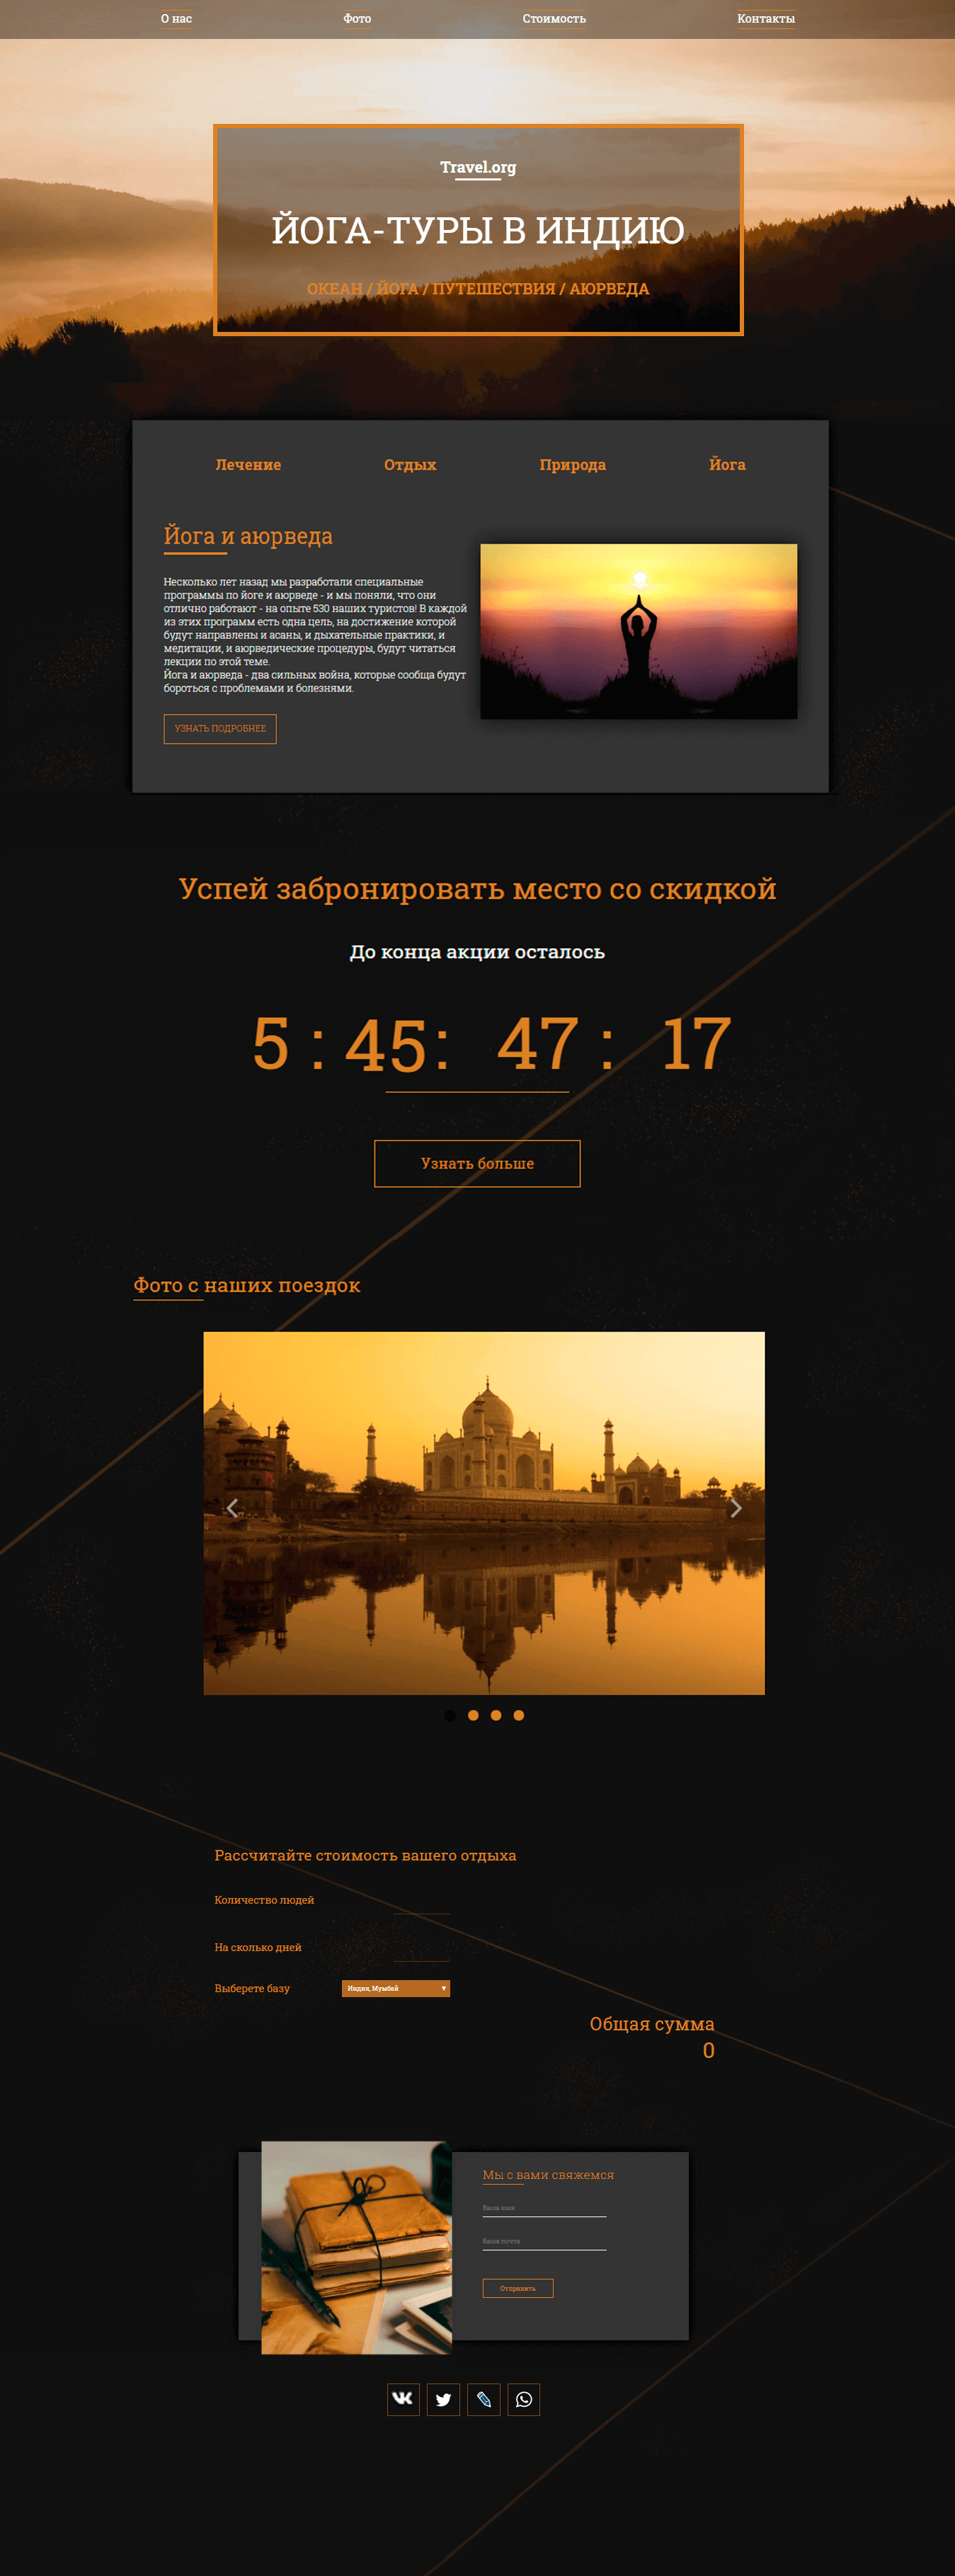 О нас
Фото
Стоимость
Контакты
Travel.org
ЙОГА-ТУРЫ В ИНДИЮ
ОКЕАН / ЙОГА / ПУТЕШЕСТВИЯ / АЮРВЕДА
Лечение
Отдых
Природа
Йога
Йога и аюрведа
Несколько лет назад мы разработали специальные
программы по йоге и аюрведе - и мы поняли, что они
отлично работают - на опыте 530 наших туристов! В каждой
из этих программ есть одна цель, на достижение которой
будут направлены и асаны, и дыхательные практики, и
медитации, и аюрведические процедуры, будут читаться
лекции по этой теме.
Йога и аюрведа - два сильных война, которые сообща будут
бороться с проблемами и болезнями.
УЗНАТЬ ПОДРОБНЕЕ
Успей забронировать место со скидкой
До конца акции осталось
5 : 45 : 47 : 17
Узнать больше
Фото с наших поездок
Рассчитайте стоимость вашего отдыха
Количество людей
На сколько дней
Выберете базу
Индия, Мумбай
Общая сумма
0
Мы с вами свяжемся
Ваше имя
Ваша почта
Отправить